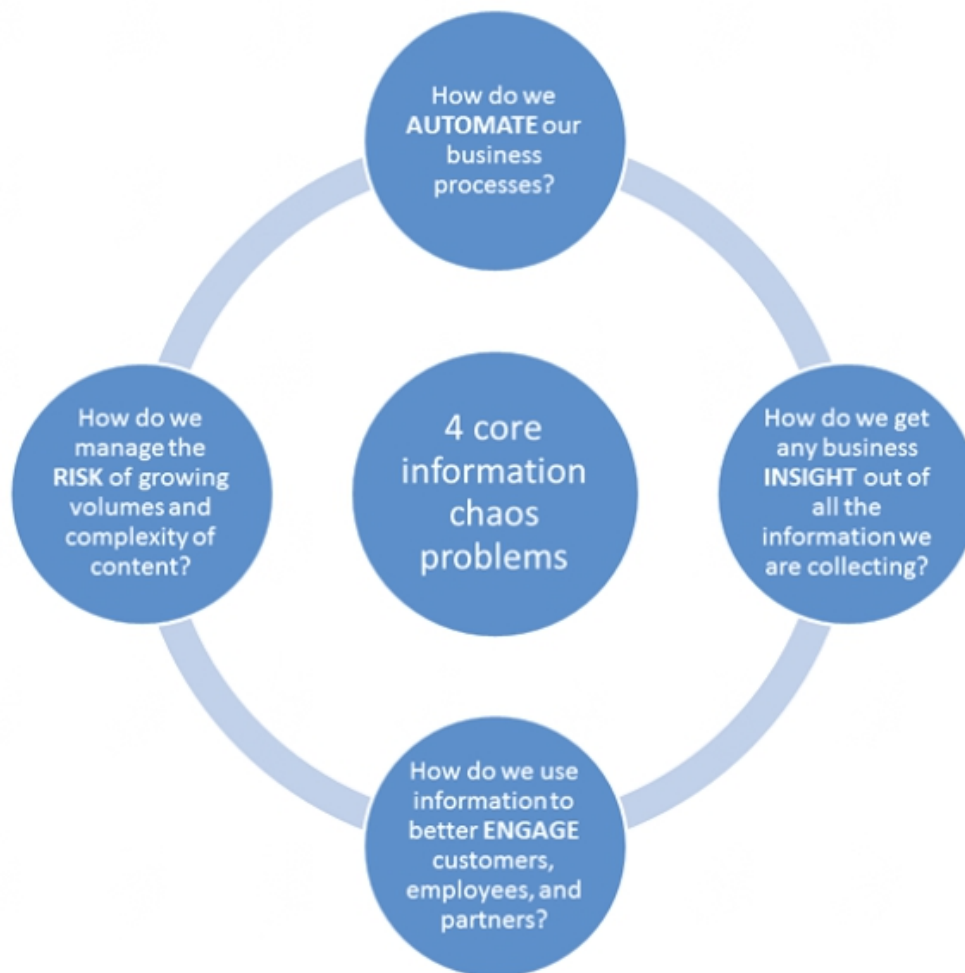 How do we
AUTOMATE our
business
processes?
How do we
manage the
RISK of growing
volumes and
complexity of
content?
4 core
information
chaos
problems
How do we get
any business
INSIGHT out of
all the
information we
are collecting?
How do we use
information to
better ENGAGE
customers,
employees, and
partners?